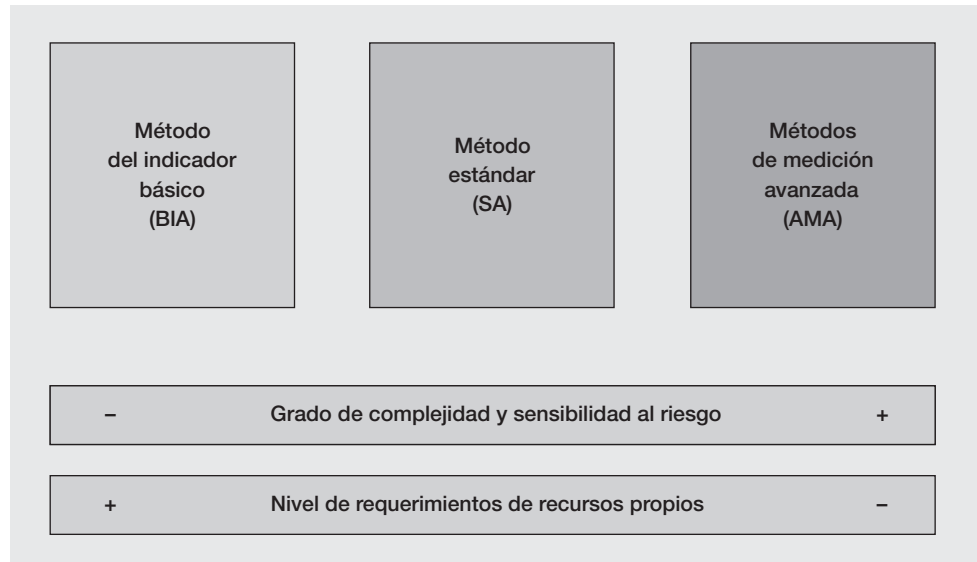 Método
del indicador
básico
(BIA)
Método
estándar
(SA)
Métodos
de medición
avanzada
(AMA)
– Grado de complejidad y sensibilidad al riesgo +
+ Nivel de requerimientos de recursos propios –